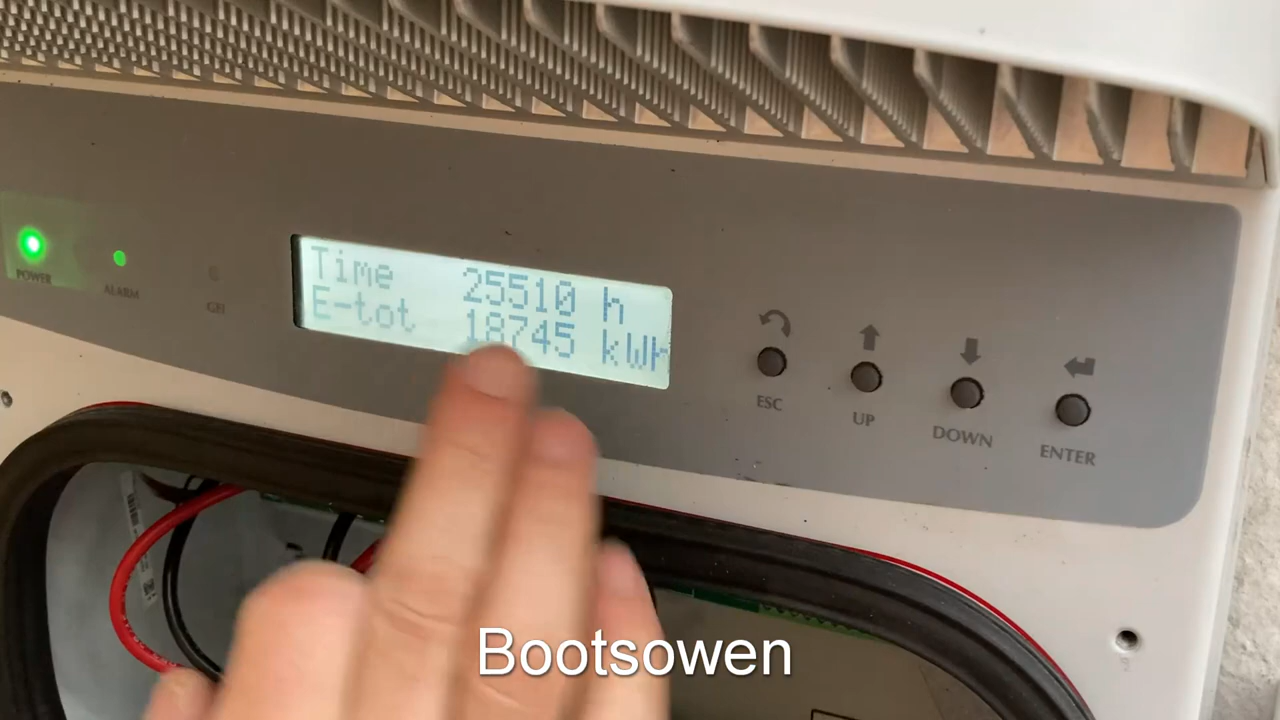 Time 25510 h
E-tot 18745 kWh
POWER
ALARM
GFI
ESC
UP
DOWN
ENTER
Bootsowen